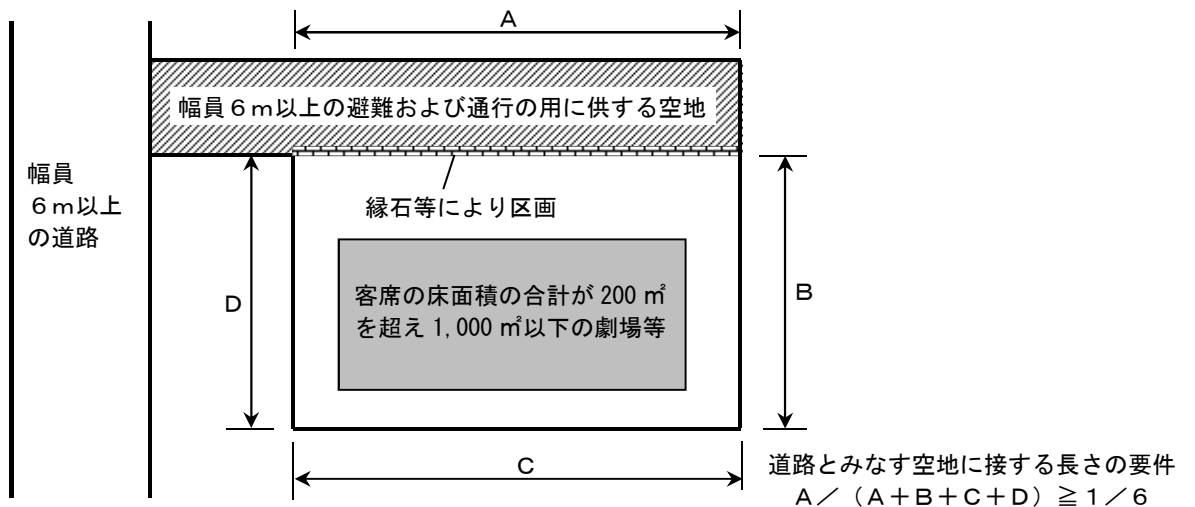 A
幅員6m以上の避難および通行の用に供する空地
幅員
6m以上
の道路
縁石等により区画
D
客席の床面積の合計が 200 ㎡
を超え 1,000 ㎡以下の劇場等
B
C
道路とみなす空地に接する長さの要件
A/(A+B+C+D)≧1/6